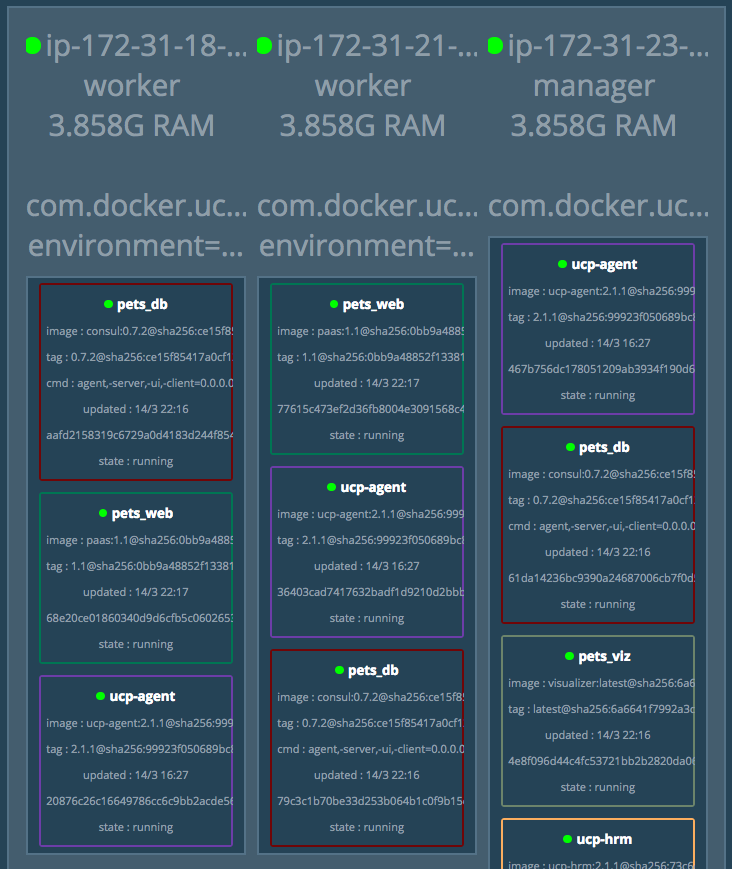 ip-172-31-18-...
worker
3.858G RAM
com.docker.uc...
environment=...
pets_db
image : consul:0.7.2@sha256:ce15f85
tag : 0.7.2@sha256:ce15f85417a0cf1
cmd : agent,-server,-ui,-client=0.0.0.0
updated : 14/3 22:16
aafd2158319c6729a0d4183d244f854
state : running
pets_web
image : paas:1.1@sha256:0bb9a4885
tag : 1.1@sha256:0bb9a48852f13381
updated : 14/3 22:17
68e20ce01860340d9d6cfb5c0602653
state : running
ucp-agent
image : ucp-agent:2.1.1@sha256:999
tag : 2.1.1@sha256:99923f050689bc8
updated : 14/3 16:27
20876c26c16649786cc6c9bb2acde56
state : running
ip-172-31-21-...
worker
3.858G RAM
com.docker.uc...
environment=...
pets_web
image : paas:1.1@sha256:0bb9a4885
tag : 1.1@sha256:0bb9a48852f13381
updated : 14/3 22:17
77615c473ef2d36fb8004e3091568c4
state : running
ucp-agent
image : ucp-agent:2.1.1@sha256:999
tag : 2.1.1@sha256:99923f050689bc8
updated : 14/3 16:27
36403cad7417632badf1d9210d2bbb
state : running
pets_db
image : consul:0.7.2@sha256:ce15f85
tag : 0.7.2@sha256:ce15f85417a0cf1
cmd : agent,-server,-ui,-client=0.0.0.0
updated : 14/3 22:16
79c3c1b70be33d253b064b1c0f9b15
state : running
ip-172-31-23-...
manager
3.858G RAM
com.docker.uc...
ucp-agent
image : ucp-agent:2.1.1@sha256:999
tag : 2.1.1@sha256:99923f050689bc8
updated : 14/3 16:27
467b756dc178051209ab3934f190d6
state : running
pets_db
image : consul:0.7.2@sha256:ce15f85
tag : 0.7.2@sha256:ce15f85417a0cf1
cmd : agent,-server,-ui,-client=0.0.0.0
updated : 14/3 22:16
61da14236bc9390a24687006cb7f0d
state : running
pets_viz
image : visualizer:latest@sha256:6a6
tag : latest@sha256:6a6641f7992a3c
updated : 14/3 22:16
4e8f096d44c4fc53721bb2b2820da0
state : running
ucp-hrm
image : ucp-hrm:2.1.1@sha256:73c6